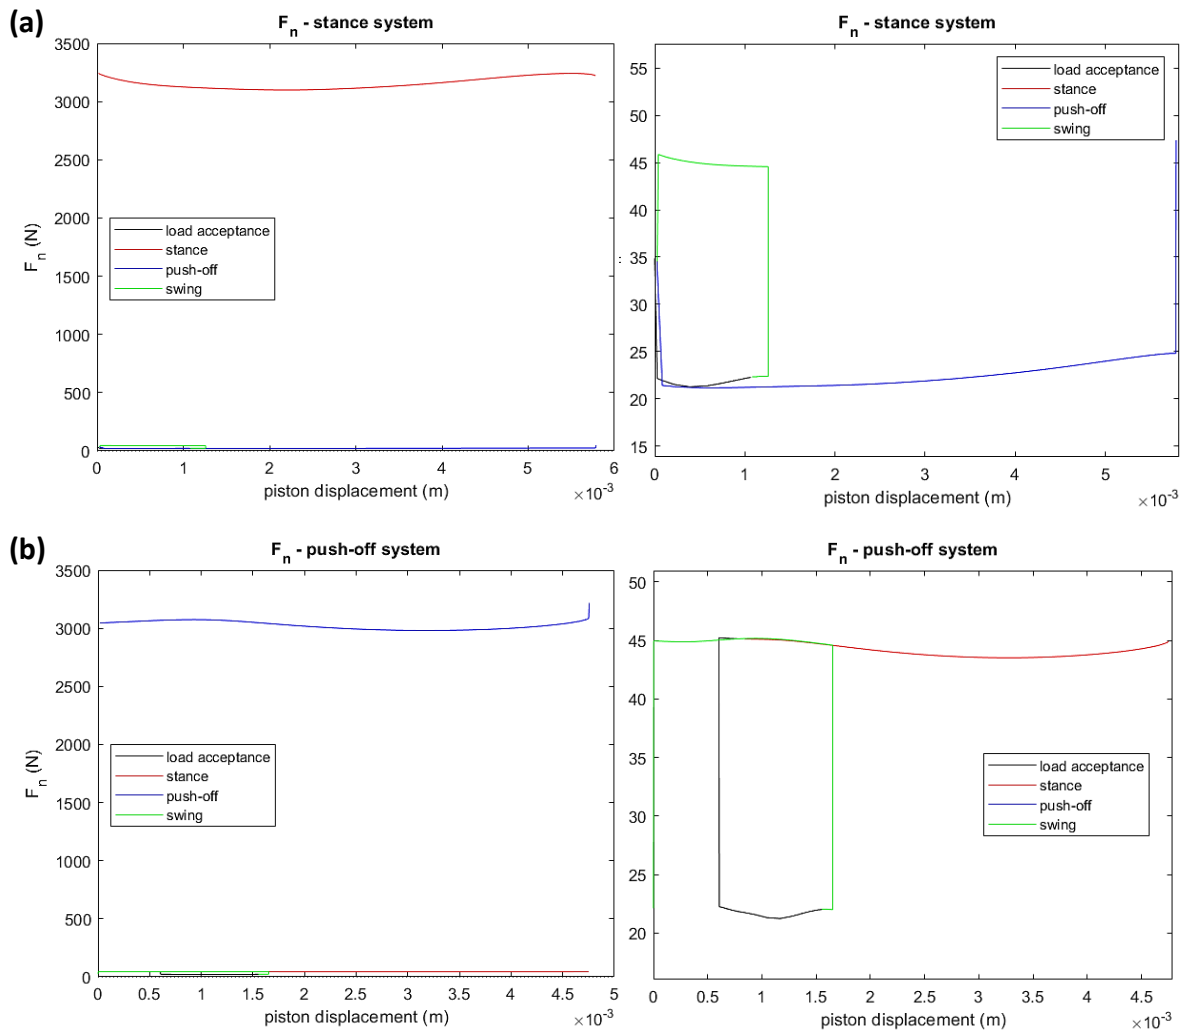 (a)
Fn - stance system
3500
3000
2500
2000
1500
1000
500
0
Fn (N)
load acceptance
stance
push-off
swing
0 1 2 3 4 5 6
piston displacement (m)
×10-3
Fn - stance system
55
50
45
40
35
30
25
20
15
load acceptance
stance
push-off
swing
0 1 2 3 4 5
piston displacement (m)
×10-3
(b)
Fn - push-off system
3500
3000
2500
2000
1500
1000
500
0
Fn (N)
load acceptance
stance
push-off
swing
0 0.5 1 1.5 2 2.5 3 3.5 4 4.5 5
piston displacement (m)
×10-3
Fn - push-off system
50
45
40
35
30
25
20
load acceptance
stance
push-off
swing
0 0.5 1 1.5 2 2.5 3 3.5 4 4.5
piston displacement (m)
×10-3